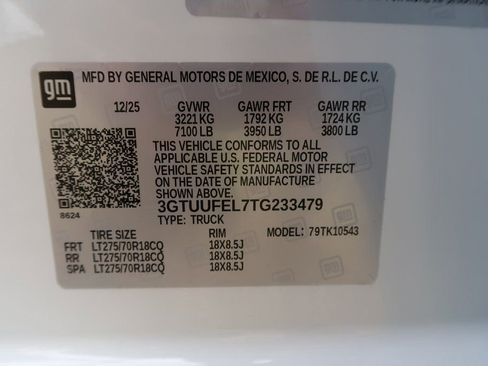 gm
MFD BY GENERAL MOTORS DE MEXICO, S. DE R.L. DE C.V.
12/25 GVWR GAWR FRT GAWR RR
3221 KG 1792 KG 1724 KG
7100 LB 3950 LB 3800 LB
THIS VEHICLE CONFORMS TO ALL
APPLICABLE U.S. FEDERAL MOTOR
VEHICLE SAFETY STANDARDS IN EFFECT
ON THE DATE OF MANUFACTURE
SHOWN ABOVE.
3GTUUFEL7TG233479
8624
TYPE: TRUCK
TIRE SIZE RIM MODEL: 79TK10543
FRT LT275/70R18CQ 18X8.5J
RR LT275/70R18CQ 18X8.5J
SPA LT275/70R18CQ 18X8.5J